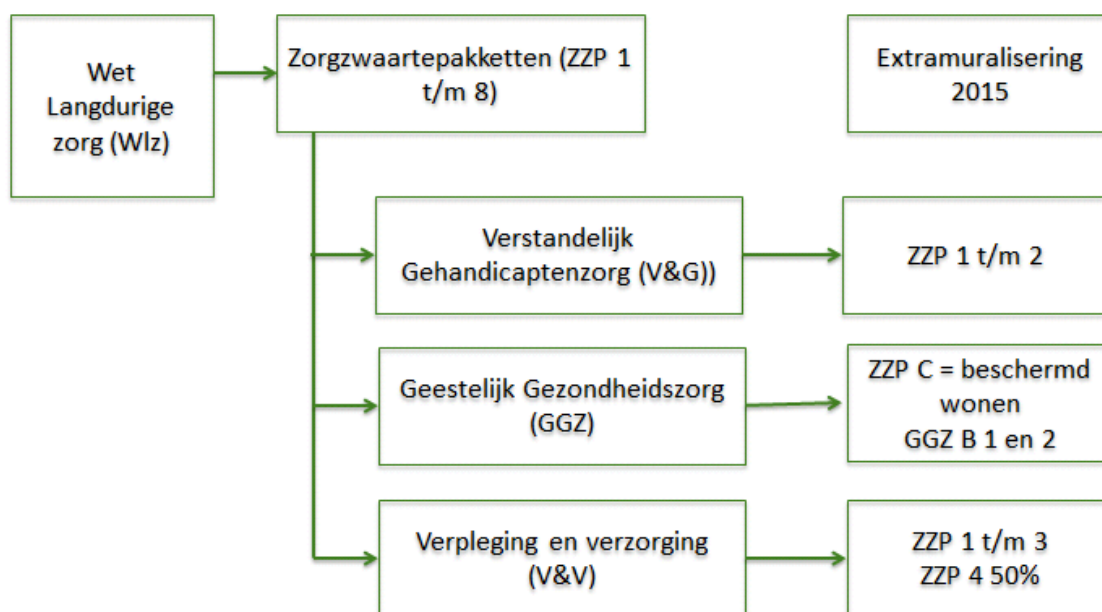 Wet
Langdurige
zorg (Wlz)
Zorgzwaartepakketten (ZZP 1
t/m 8)
Extramuralisering
2015
Verstandelijk
Gehandicaptenzorg (V&G))
ZZP 1 t/m 2
Geestelijk Gezondheidszorg
(GGZ)
ZZP C = beschermd
wonen
GGZ B 1 en 2
Verpleging en verzorging
(V&V)
ZZP 1 t/m 3
ZZP 4 50%